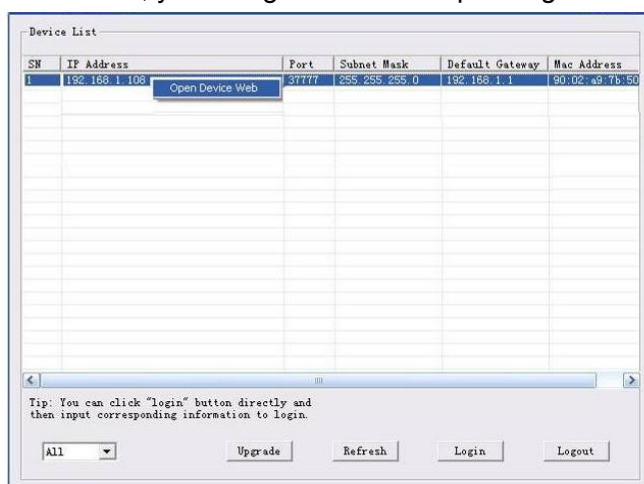 Device List
SN IP Address Port Subnet Mask Default Gateway Mac Address
1 192.168.1.108 37777 255.255.255.0 192.168.1.1 90:02:a9:7b:50
Open Device Web
Tip: You can click "login" button directly and
then input corresponding information to login.
All Upgrade Refresh Login Logout